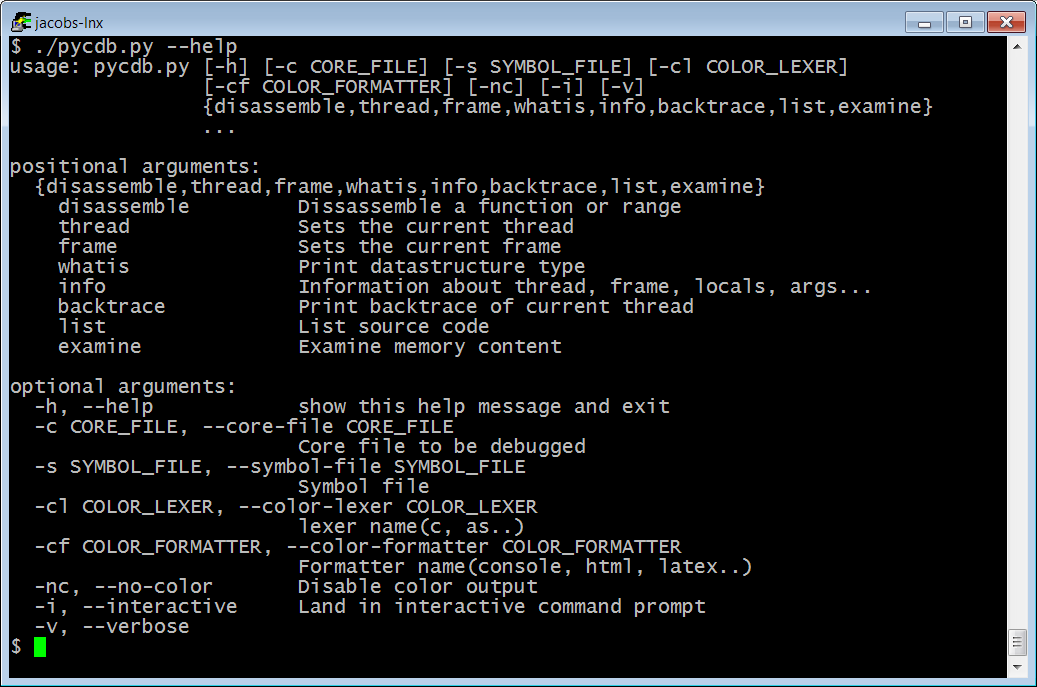 jacobs-lnx
$ ./pycdb.py --help
usage: pycdb.py [-h] [-c CORE_FILE] [-s SYMBOL_FILE] [-cl COLOR_LEXER]
                [-cf COLOR_FORMATTER] [-nc] [-i] [-v]
                {disassemble,thread,frame,whatis,info,backtrace,list,examine}
                ...
positional arguments:
  {disassemble,thread,frame,whatis,info,backtrace,list,examine}
    disassemble         Dissassemble a function or range
    thread              Sets the current thread
    frame               Sets the current frame
    whatis              Print datastructure type
    info                Information about thread, frame, locals, args...
    backtrace           Print backtrace of current thread
    list                List source code
    examine             Examine memory content
optional arguments:
  -h, --help            show this help message and exit
  -c CORE_FILE, --core-file CORE_FILE
                        Core file to be debugged
  -s SYMBOL_FILE, --symbol-file SYMBOL_FILE
                        Symbol file
  -cl COLOR_LEXER, --color-lexer COLOR_LEXER
                        lexer name(c, as..)
  -cf COLOR_FORMATTER, --color-formatter COLOR_FORMATTER
                        Formatter name(console, html, latex..)
  -nc, --no-color       Disable color output
  -i, --interactive     Land in interactive command prompt
  -v, --verbose
$